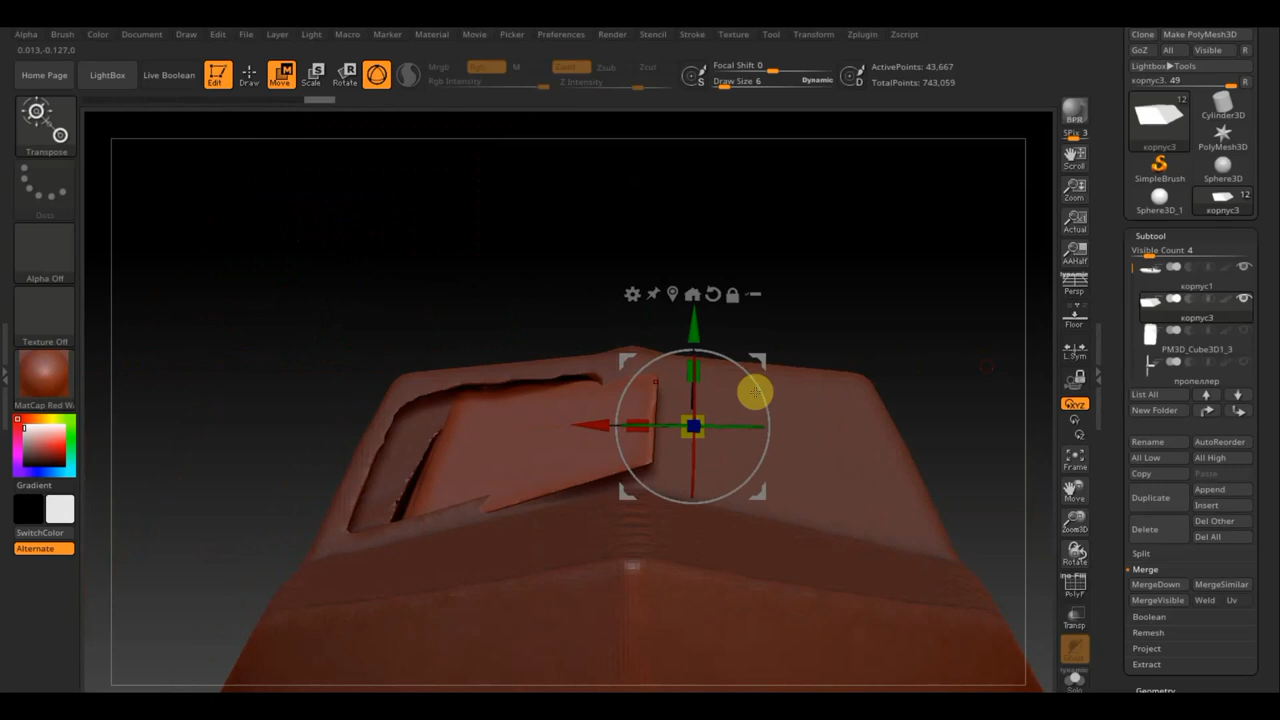 Alpha Brush Color Document Draw Edit File Layer Light Macro Marker Material Movie Picker Preferences Render Stencil Stroke Texture Tool Transform Zplugin Zscript
0.013,-0.127,0
Home Page LightBox Live Boolean Edit Draw Move Scale Rotate
Mrgb Rgb M Zadd Zsub Zcut
Rgb Intensity Z Intensity
S Focal Shift 0
Draw Size 6 Dynamic
D ActivePoints: 43,667
TotalPoints: 743,059
Transpose
Dots
Alpha Off
Texture Off
MatCap Red W
Gradient
SwitchColor
Alternate
BPR
SPix 3
Scroll
Zoom
Actual
AAHalf
Dynamic
Persp
Floor
L.Sym
XYZ
Y
Z
Frame
Move
Zoom3D
Rotate
PolyF
Transp
Ghost
Dynamic
Solo
Clone Make PolyMesh3D
GoZ All Visible R
Lightbox▶Tools
корпус3. 49 R
12
корпус3
Cylinder3D
PolyMesh3D
SimpleBrush Sphere3D
12
Sphere3D_1 корпус3
Subtool
Visible Count 4
корпус1
корпус3
PM3D_Cube3D1_3
пропеллер
List All
New Folder
Rename AutoReorder
All Low All High
Copy Paste
Duplicate Append
Insert
Delete Del Other
Del All
Split
Merge
MergeDown MergeSimilar
MergeVisible Weld Uv
Boolean
Remesh
Project
Extract
Geometry